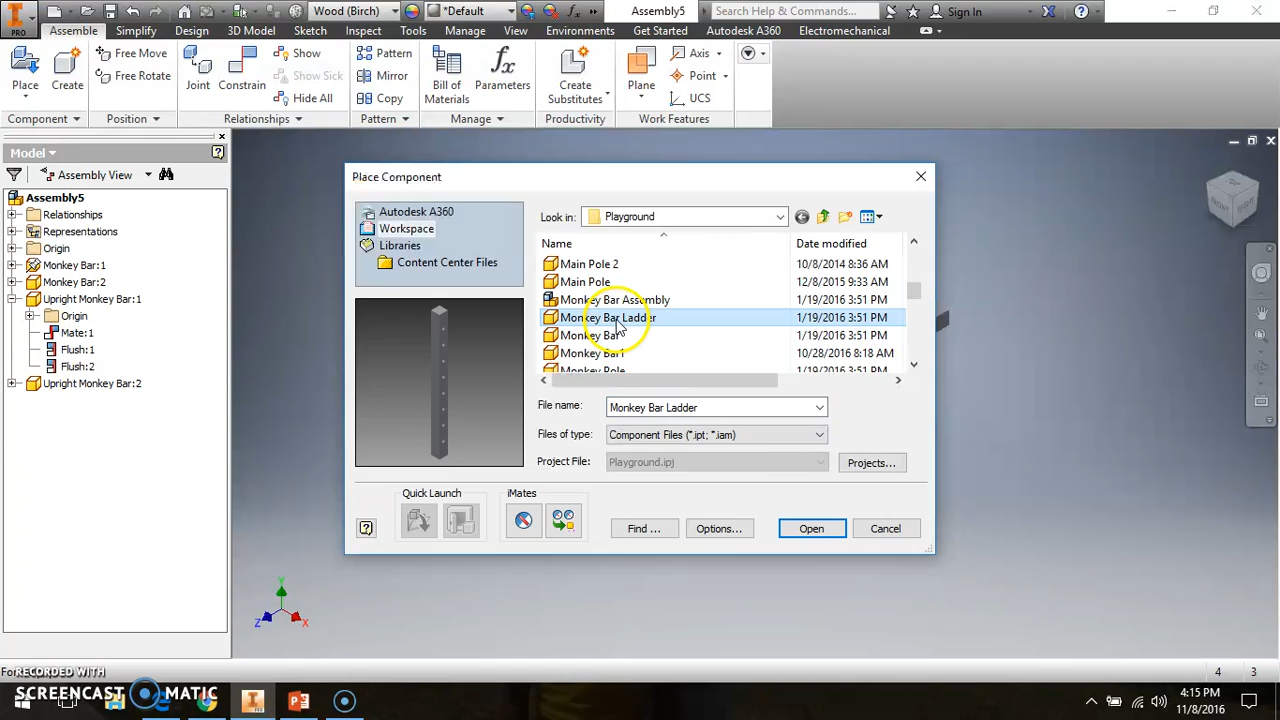 Wood (Birch)
*Default
Assembly5
Search Help & Commands...
Sign In
PRO
Assemble
Simplify
Design
3D Model
Sketch
Inspect
Tools
Manage
View
Environments
Get Started
Autodesk A360
Electromechanical
Place
Create
Free Move
Free Rotate
Joint
Constrain
Show
Show Sick
Hide All
Pattern
Mirror
Copy
Bill of
Materials
fx
Parameters
Create
Substitutes
Plane
Axis
Point
UCS
Component
Position
Relationships
Pattern
Manage
Productivity
Work Features
Model
Assembly View
Assembly5
Relationships
Representations
Origin
Monkey Bar:1
Monkey Bar:2
Upright Monkey Bar:1
Origin
Mate:1
Flush:1
Flush:2
Upright Monkey Bar:2
Place Component
Autodesk A360
Workspace
Libraries
Content Center Files
Look in:
Playground
Name
Date modified
Main Pole 2
10/8/2014 8:36 AM
Main Pole
12/8/2015 9:33 AM
Monkey Bar Assembly
1/19/2016 3:51 PM
Monkey Bar Ladder
1/19/2016 3:51 PM
Monkey Bar
1/19/2016 3:51 PM
Monkey Bar1
10/28/2016 8:18 AM
Monkey Pole
1/19/2016 3:51 PM
File name:
Monkey Bar Ladder
Files of type:
Component Files (*.ipt; *.iam)
Project File:
Playground.ipj
Projects...
Quick Launch
iMates
Find ...
Options...
Open
Cancel
Y
Z
X
4
3
RECORDED WITH
SCREENCAST MATIC
4:15 PM
11/8/2016